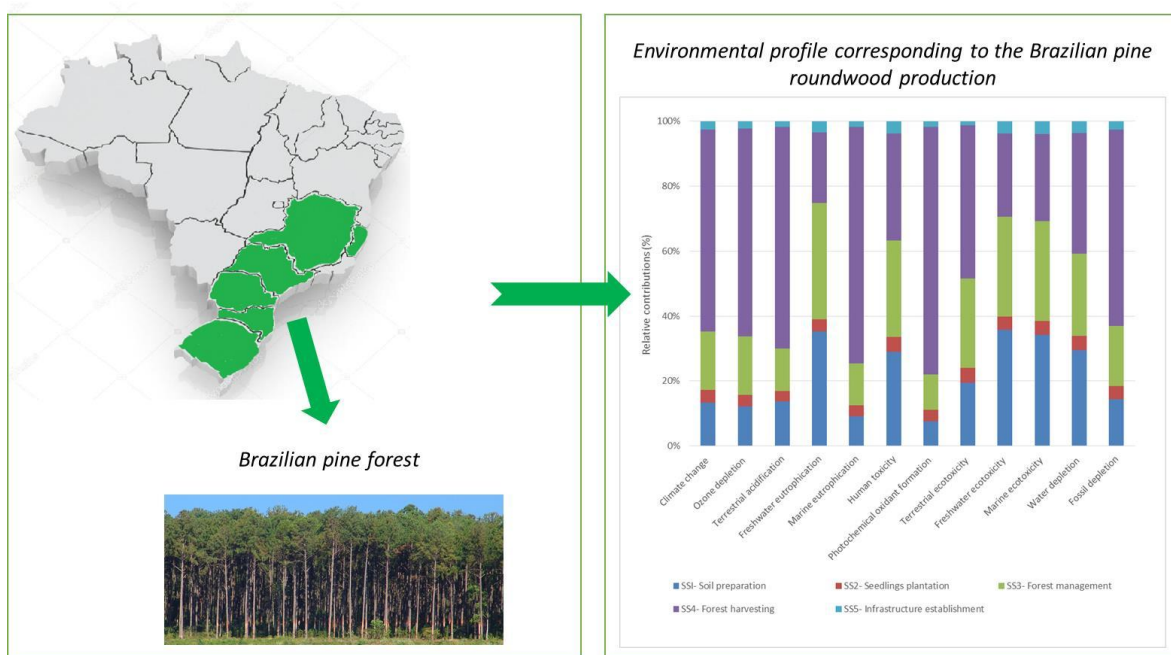 Brazilian pine forest
Environmental profile corresponding to the Brazilian pine
roundwood production
Relative contributions (%)
100%
80%
60%
40%
20%
0%
Climate change
Ozone depletion
Terrestrial acidification
Freshwater eutrophication
Marine eutrophication
Human toxicity
Photochemical oxidant formation
Terrestrial ecotoxicity
Freshwater ecotoxicity
Marine ecotoxicity
Water depletion
Fossil depletion
SSI- Soil preparation
SS2- Seedlings plantation
SS3- Forest management
SS4- Forest harvesting
SS5- Infrastructure establishment